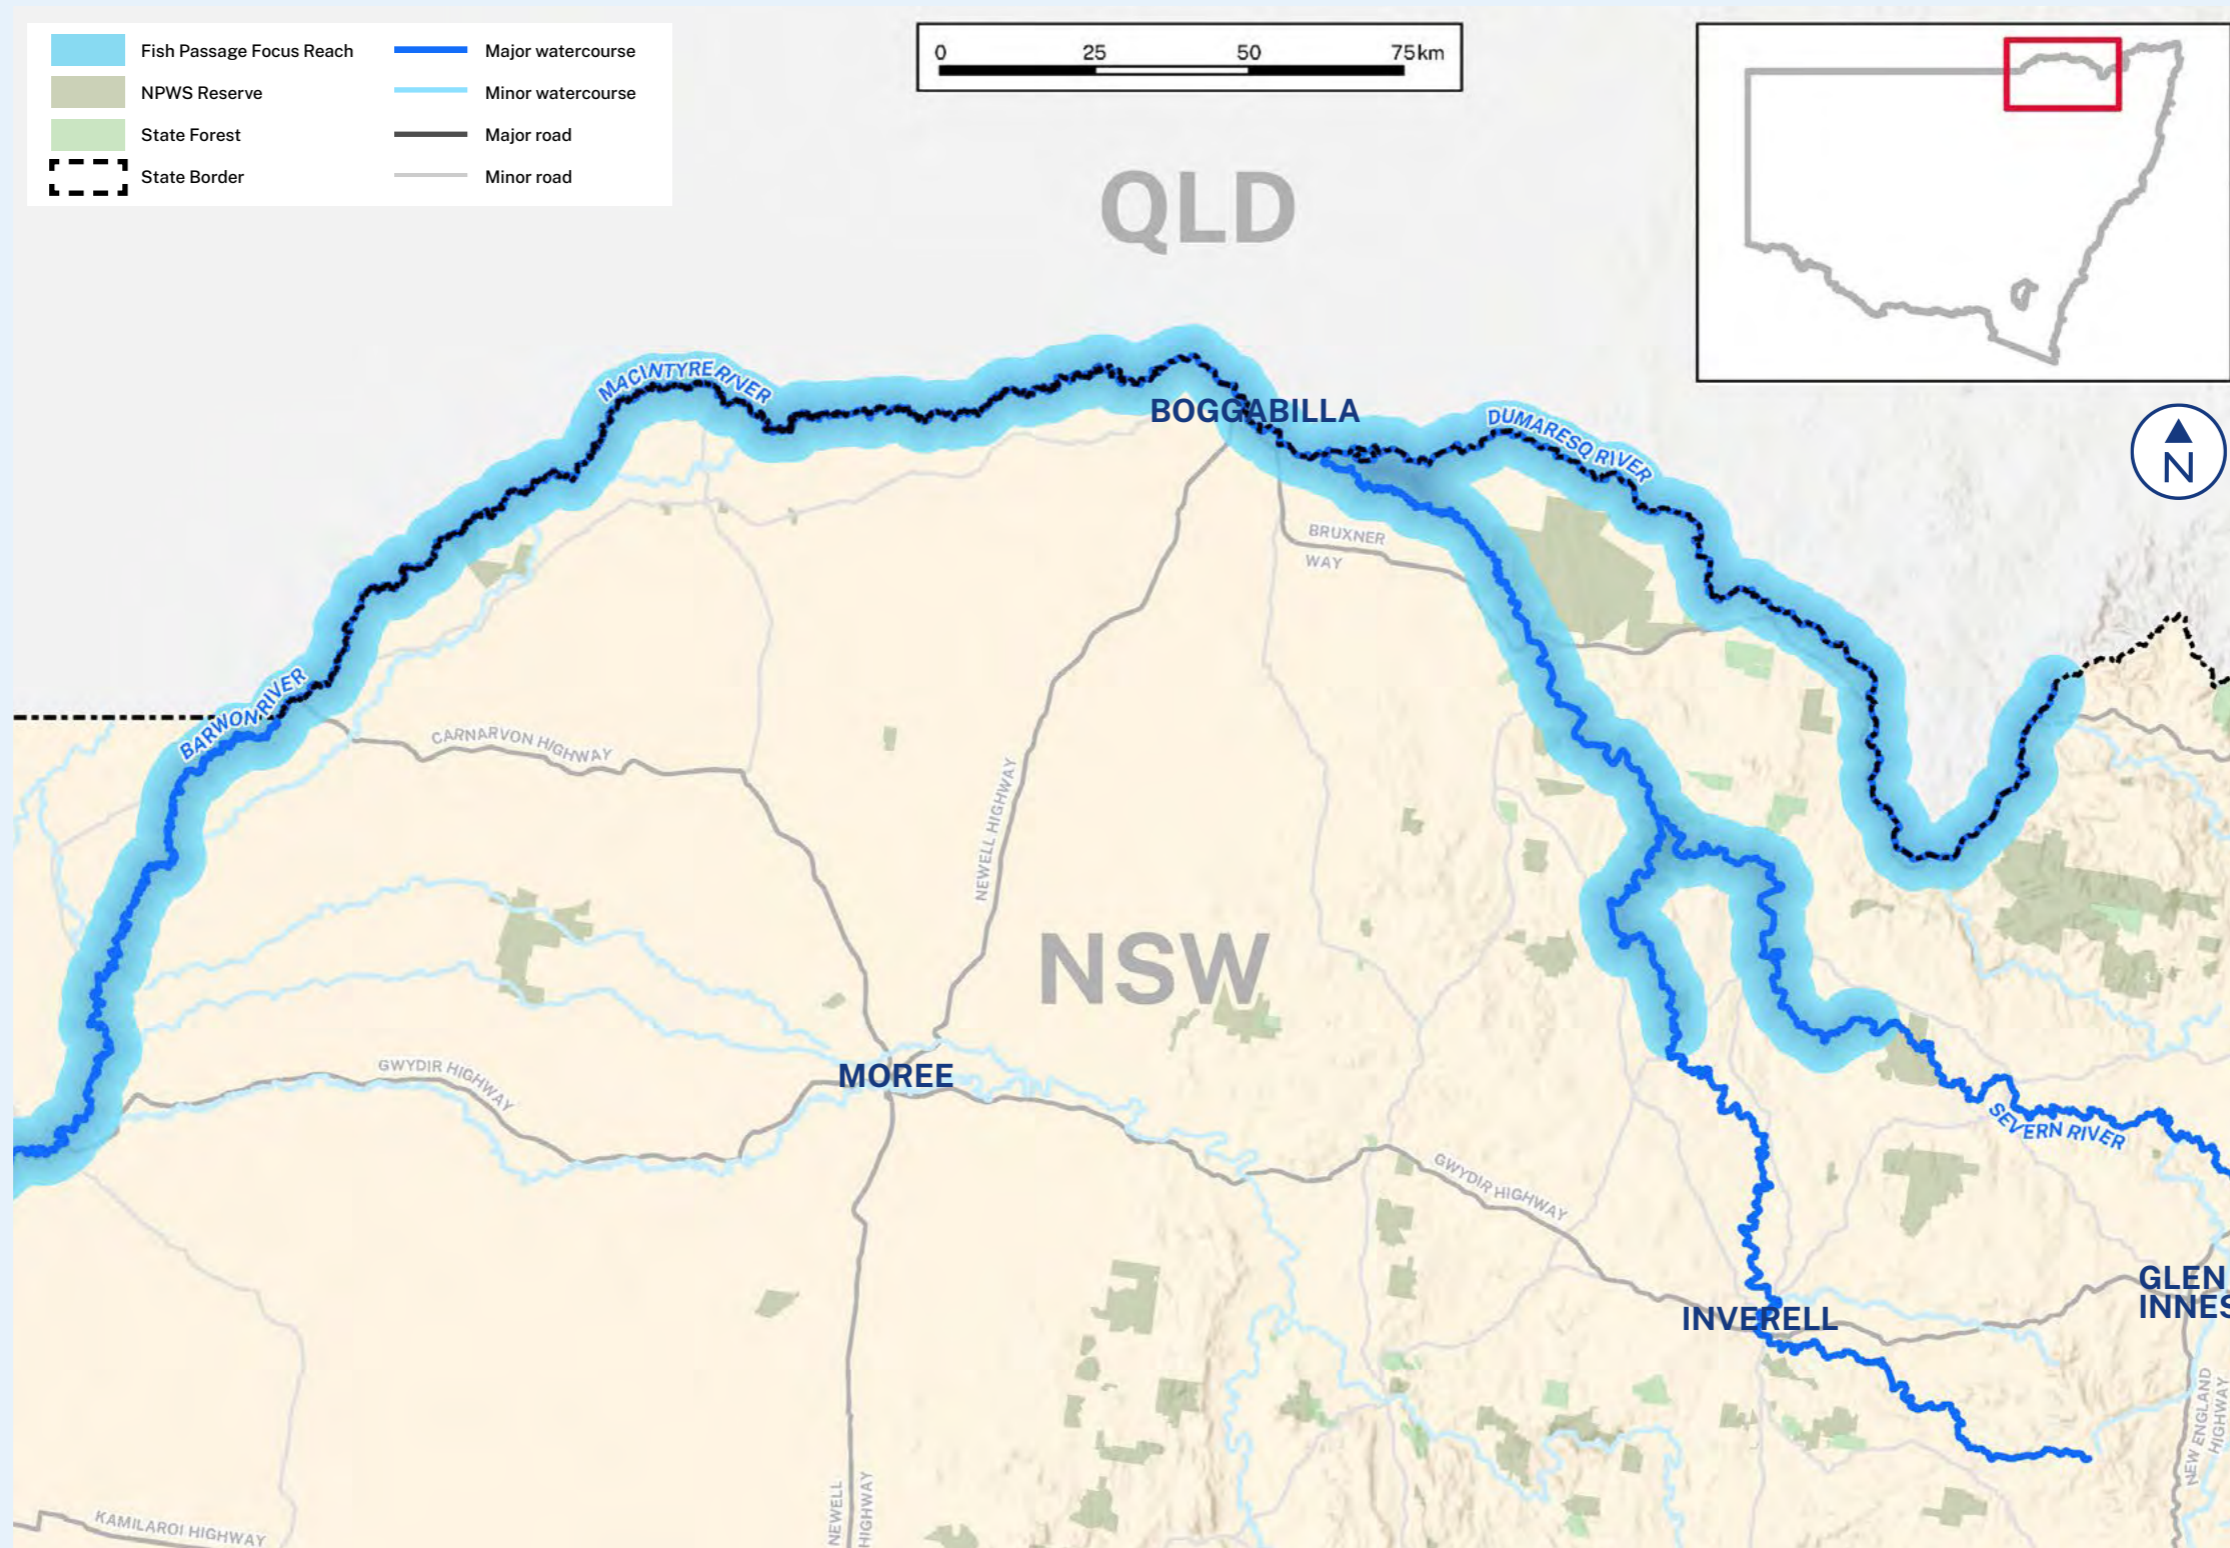 Fish Passage Focus Reach
NPWS Reserve
State Forest
State Border
Major watercourse
Minor watercourse
Major road
Minor road
0 25 50 75km
QLD
MACINTYRE RIVER
BOGGABILLA
DUMARESQ RIVER
N
BRUXNER
WAY
BARWON RIVER
CARNARVON HIGHWAY
NEWELL HIGHWAY
NSW
GWYDIR HIGHWAY
MOREE
SEVERN RIVER
GWYDIR HIGHWAY
GLEN
INNES
INVERELL
NEW ENGLAND
HIGHWAY
NEWELL
HIGHWAY
KAMILAROI HIGHWAY